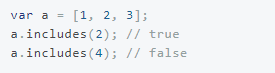 var a = [1, 2, 3];
a.includes(2); // true
a.includes(4); // false